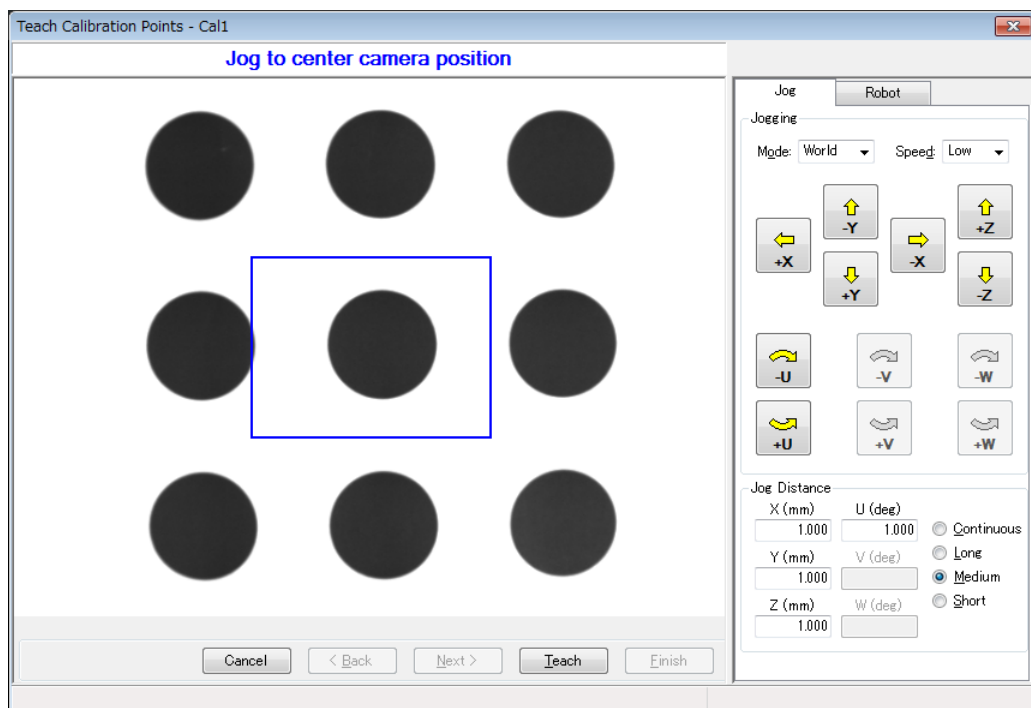 Teach Calibration Points - Cal1
Jog to center camera position
Jog Robot
Jogging
Mode: World Speed: Low
-Y +Z
+X -X
+Y -Z
-U -V -W
+U +V +W
Jog Distance
X (mm) U (deg)
1.000 1.000 Continuous
Y (mm) V (deg) Long
1.000 Medium
Z (mm) W (deg) Short
1.000
Cancel < Back Next > Teach Finish